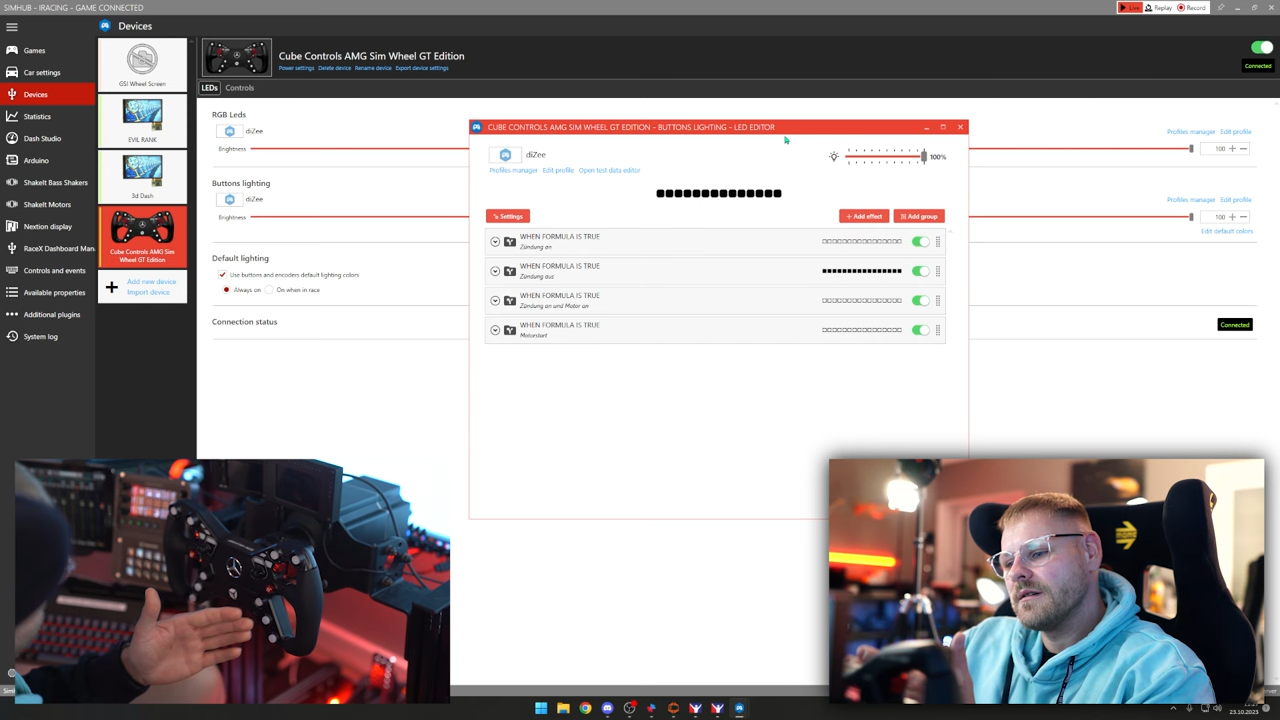 SIMHUB - IRACING - GAME CONNECTED
Live
Replay
Record
Devices
Games
Car settings
Devices
Statistics
Dash Studio
Arduino
ShakeIt Bass Shakers
ShakeIt Motors
Nextion display
RaceX Dashboard Man.
Controls and events
Available properties
Additional plugins
System log
GSI Wheel Screen
EVIL RANK
3d Dash
Cube Controls AMG Sim
Wheel GT Edition
Add new device
Import device
Cube Controls AMG Sim Wheel GT Edition
Power settings Delete device Rename device Export device settings
Connected
LEDs Controls
RGB Leds
diZee
Brightness
Profiles manager Edit profile
100
Buttons lighting
diZee
Brightness
Profiles manager Edit profile
100
Edit default colors
Default lighting
Use buttons and encoders default lighting colors
Always on On when in race
Connection status
Connected
CUBE CONTROLS AMG SIM WHEEL GT EDITION - BUTTONS LIGHTING - LED EDITOR
diZee
100%
Profiles manager Edit profile Open test data editor
Settings
Add effect Add group
WHEN FORMULA IS TRUE
Zündung an
WHEN FORMULA IS TRUE
Zündung aus
WHEN FORMULA IS TRUE
Zündung an und Motor an
WHEN FORMULA IS TRUE
Motorstart
23.10.2023